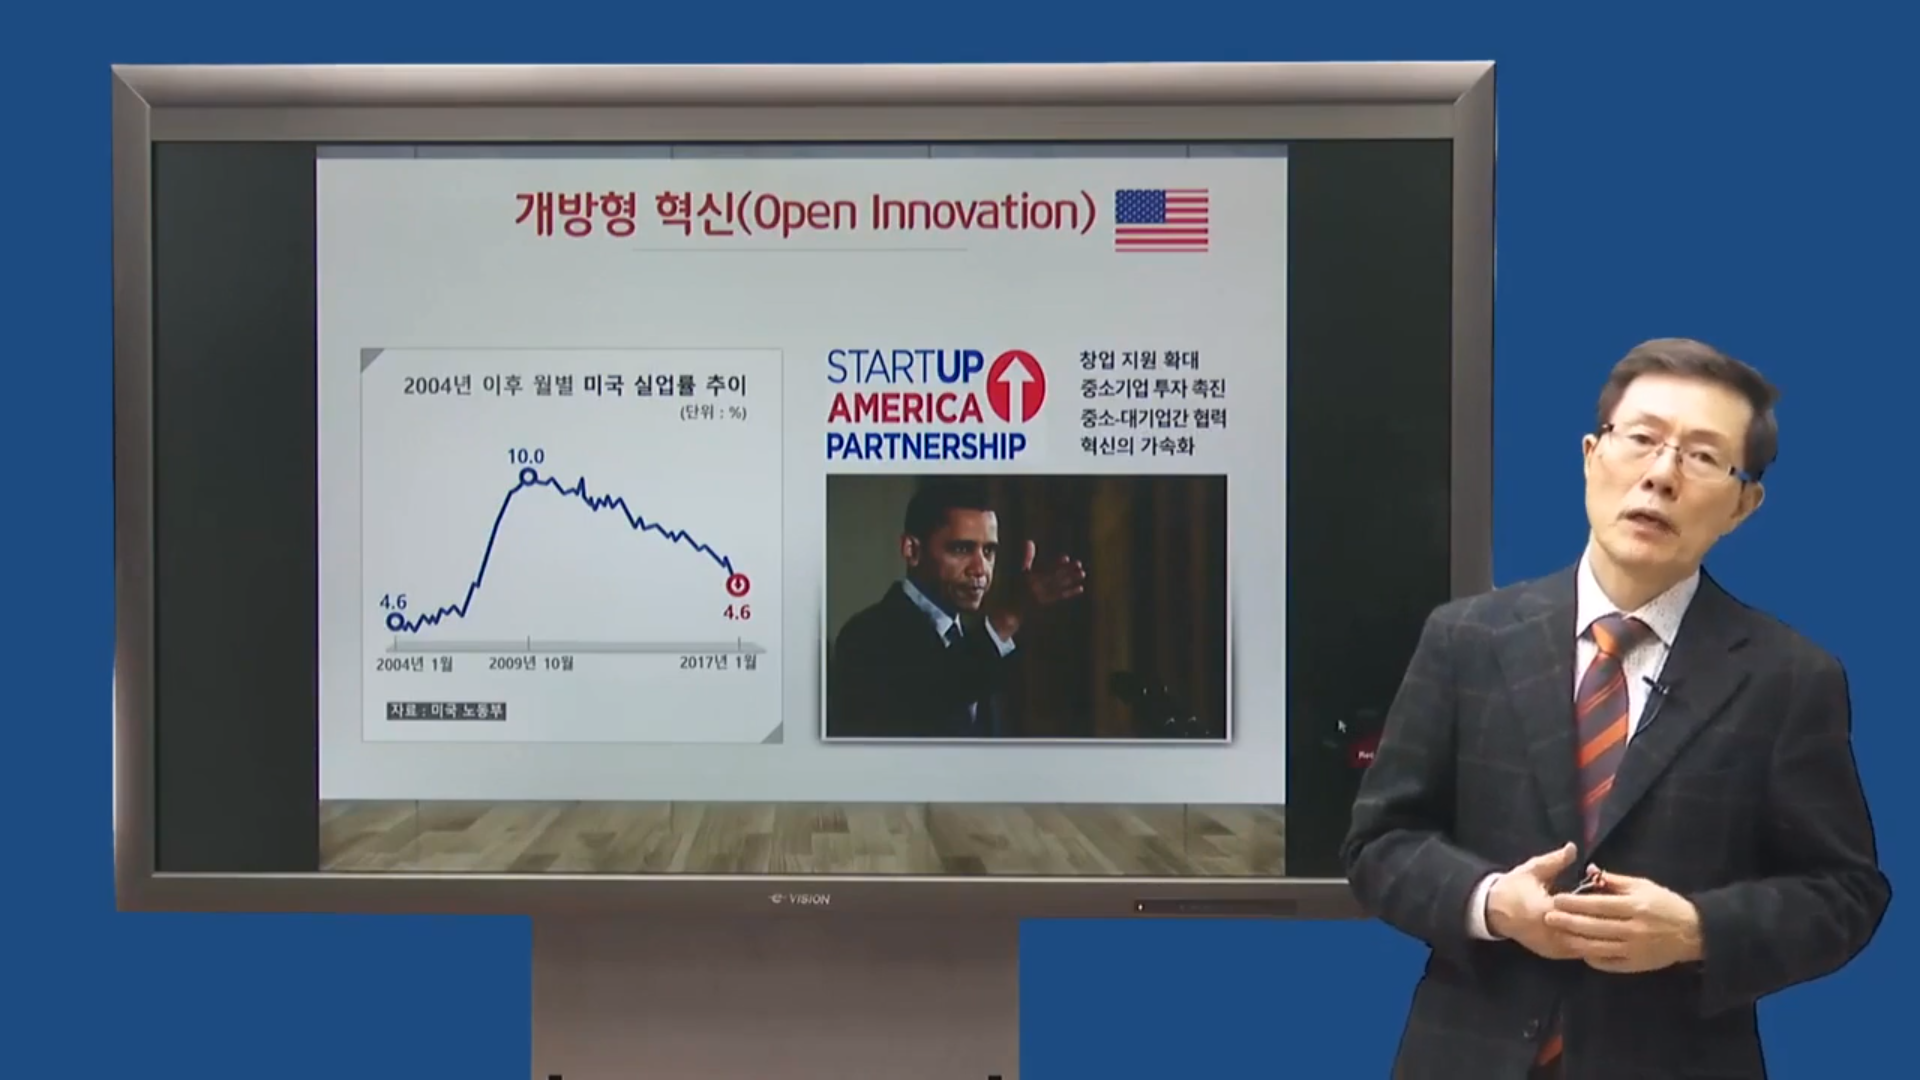 개방형 혁신(Open Innovation)
2004년 이후 월별 미국 실업률 추이
(단위 : %)
10.0
4.6
4.6
2004년 1월
2009년 10월
2017년 1월
자료 : 미국 노동부
STARTUP
AMERICA
PARTNERSHIP
창업 지원 확대
중소기업 투자 촉진
중소-대기업간 협력
혁신의 가속화
e-VISION